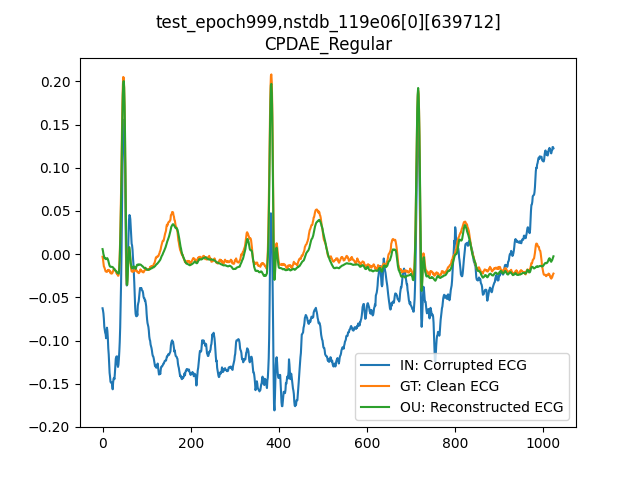 test_epoch999,nstdb_119e06[0][639712]
CPDAE_Regular
0.20
0.15
0.10
0.05
0.00
−0.05
−0.10
−0.15
−0.20
IN: Corrupted ECG
GT: Clean ECG
OU: Reconstructed ECG
0 200 400 600 800 1000